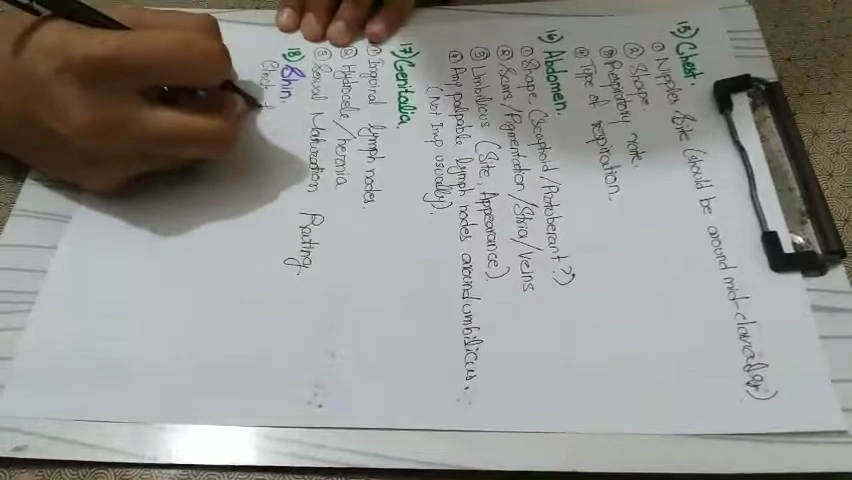 15) Chest.
① Nipples Site (should be around mid-clavicular)
② Shape.
③ Respiratory rate.
④ Type of respiration.
16) Abdomen.
① Shape (Scaphoid/Protuberant?)
② Scars/Pigmentation/Stria/Veins
③ Umbilicus (Site, Appearance).
④ Any palpable lymph nodes around umbilicus.
(Not Imp usually).
17) Genitalia.
① Inguinal lymph nodes.
② Hydrocele/hernia
③ Sexual Maturation Rating.
18) Shin.
Check